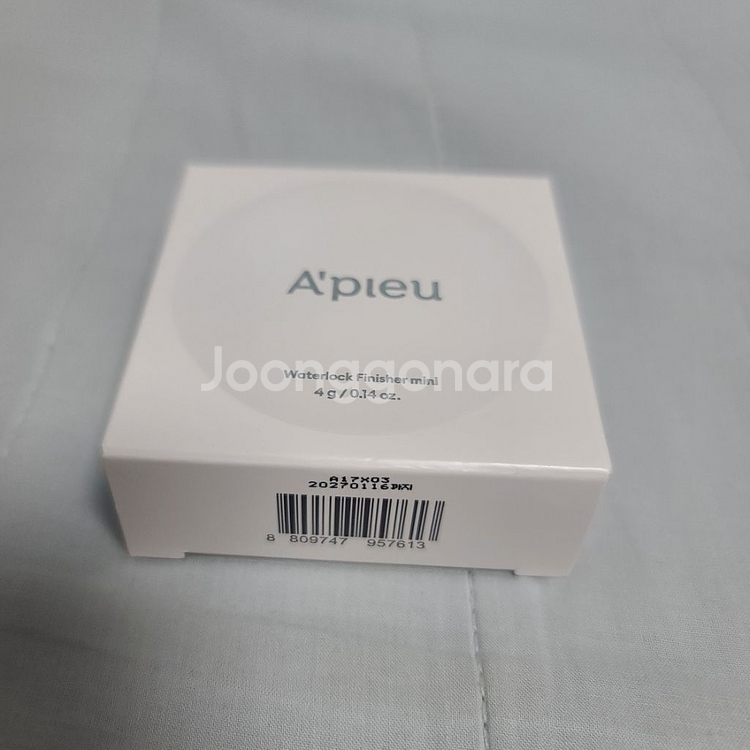 A'pieu
Waterlock Finisher mini
Joonggonara
4 g / 0.14 oz.
A17X03
20270116까지
8 809747 957613